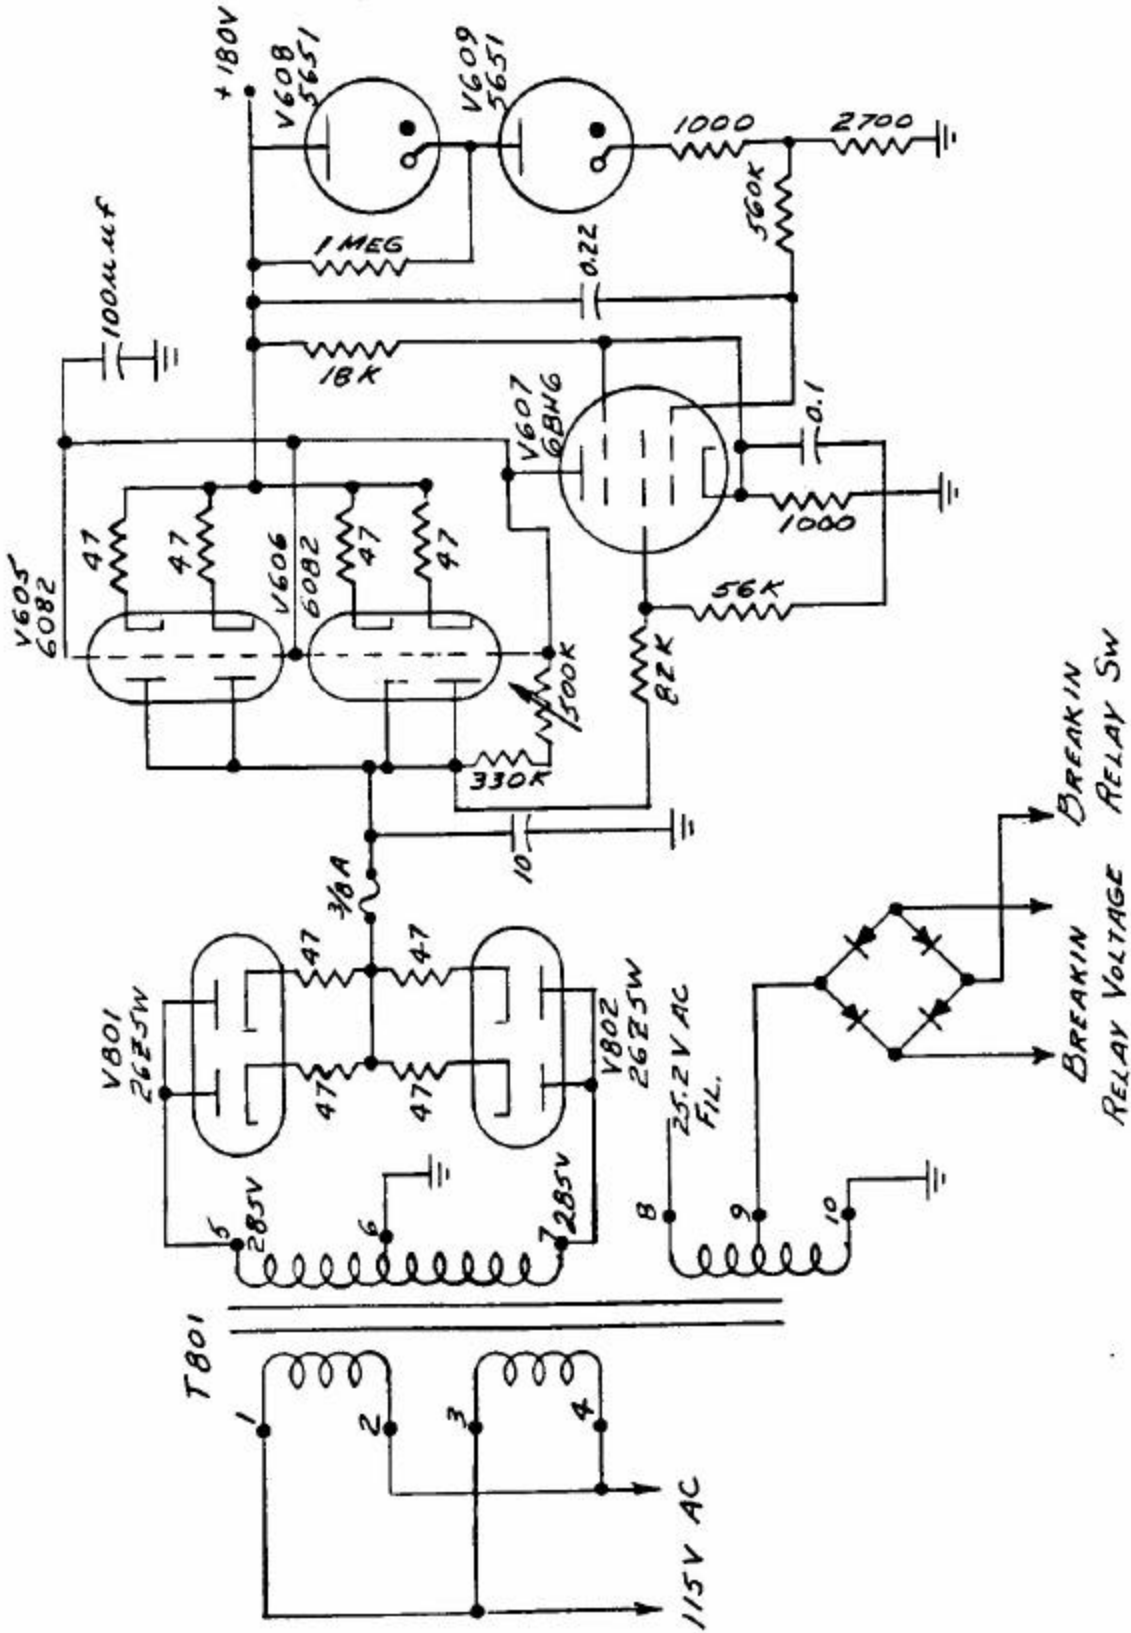 T801
1
2
3
4
115V AC
5
285V
6
7
285V
8
9
10
25.2 V AC
FIL.
V801
26Z5W
47
47
47
47
V802
26Z5W
3/8 A
10
BREAKIN
RELAY VOLTAGE
BREAKIN
RELAY SW
V605
6082
47
47
V606
6082
47
47
330K
500K
82K
56K
100μμf
V607
6BH6
1000
0.1
18K
0.22
1 MEG
560K
+180V
V608
5651
V609
5651
1000
2700